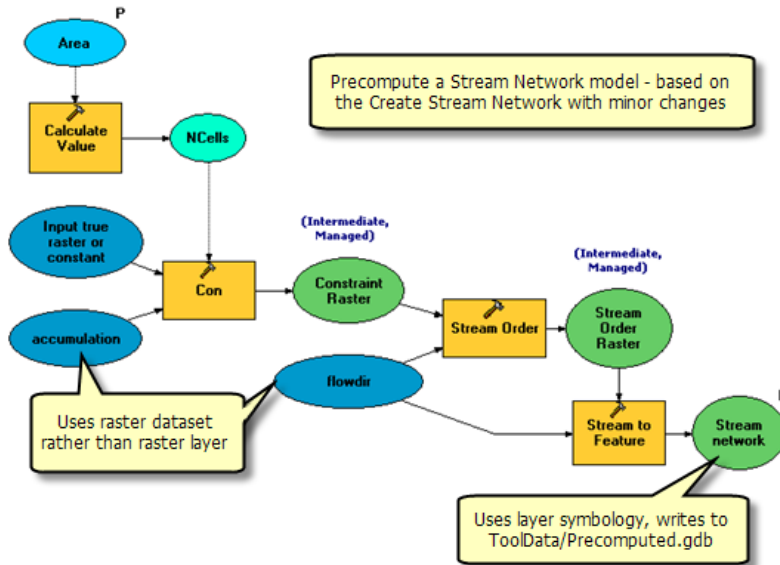 P
Area
Precompute a Stream Network model - based on
the Create Stream Network with minor changes
Calculate
Value
NCells
Input true
raster or
constant
(Intermediate,
Managed)
(Intermediate,
Managed)
Con
Constraint
Raster
Stream Order
Stream
Order
Raster
accumulation
flowdir
Uses raster dataset
rather than raster layer
Stream to
Feature
Stream
network
Uses layer symbology, writes to
ToolData/Precomputed.gdb